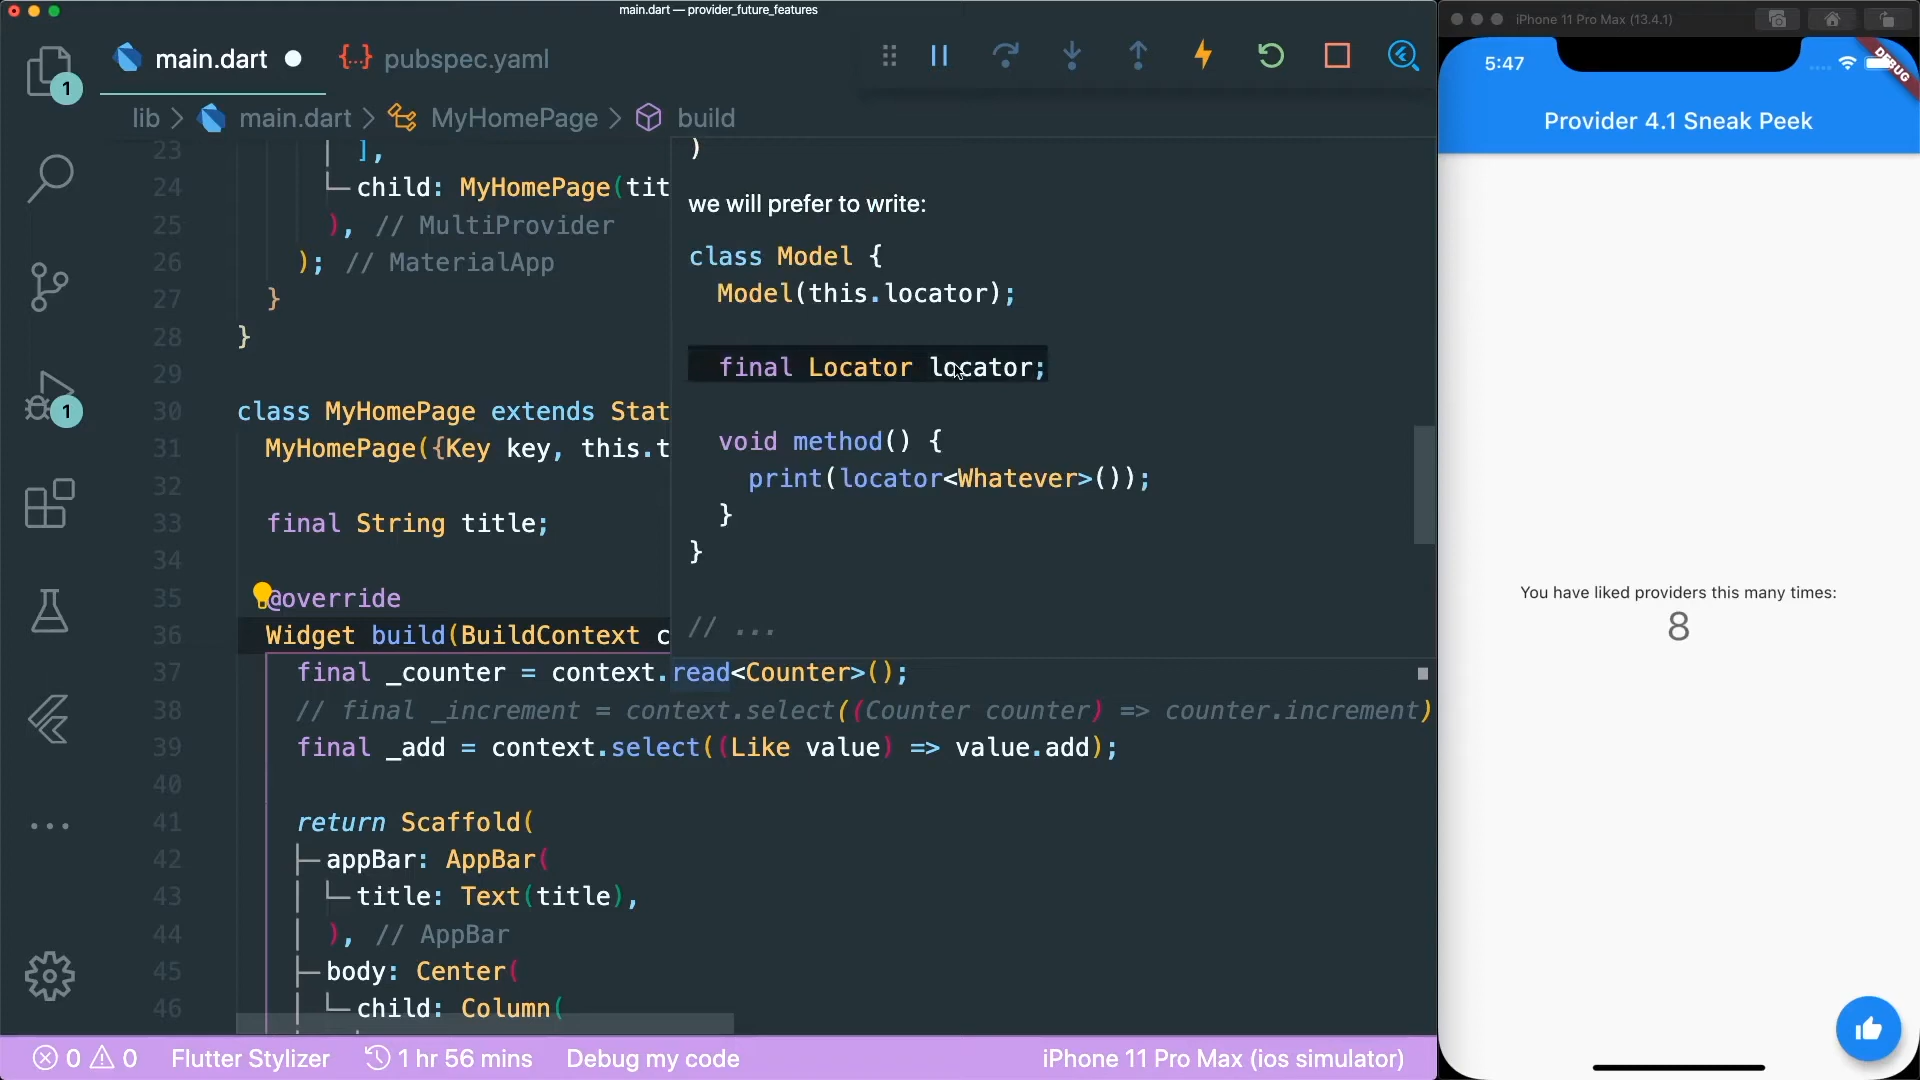 main.dart — provider_future_features
main.dart
{..} pubspec.yaml
lib > main.dart > MyHomePage > build
1
1
23 ],
24 child: MyHomePage(tit
25 ), // MultiProvider
26 ); // MaterialApp
27 }
28 }
29
30 class MyHomePage extends Stat
31 MyHomePage({Key key, this.t
32
33 final String title;
34
35 @override
36 Widget build(BuildContext c
37 final _counter = context.read<Counter>();
38 // final _increment = context.select((Counter counter) => counter.increment)
39 final _add = context.select((Like value) => value.add);
40
41 return Scaffold(
42 appBar: AppBar(
43 title: Text(title),
44 ), // AppBar
45 body: Center(
46 child: Column(
)
we will prefer to write:
class Model {
Model(this.locator);
final Locator locator;
void method() {
print(locator<Whatever>());
}
}
// ...
0 0 Flutter Stylizer 1 hr 56 mins Debug my code iPhone 11 Pro Max (ios simulator)
iPhone 11 Pro Max (13.4.1)
5:47
DEBUG
Provider 4.1 Sneak Peek
You have liked providers this many times:
8